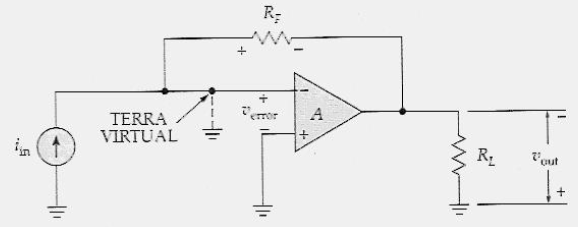 R_F
+ −
TERRA
VIRTUAL
+
v_error
−
−
A
+
i_in
R_L
−
v_out
+